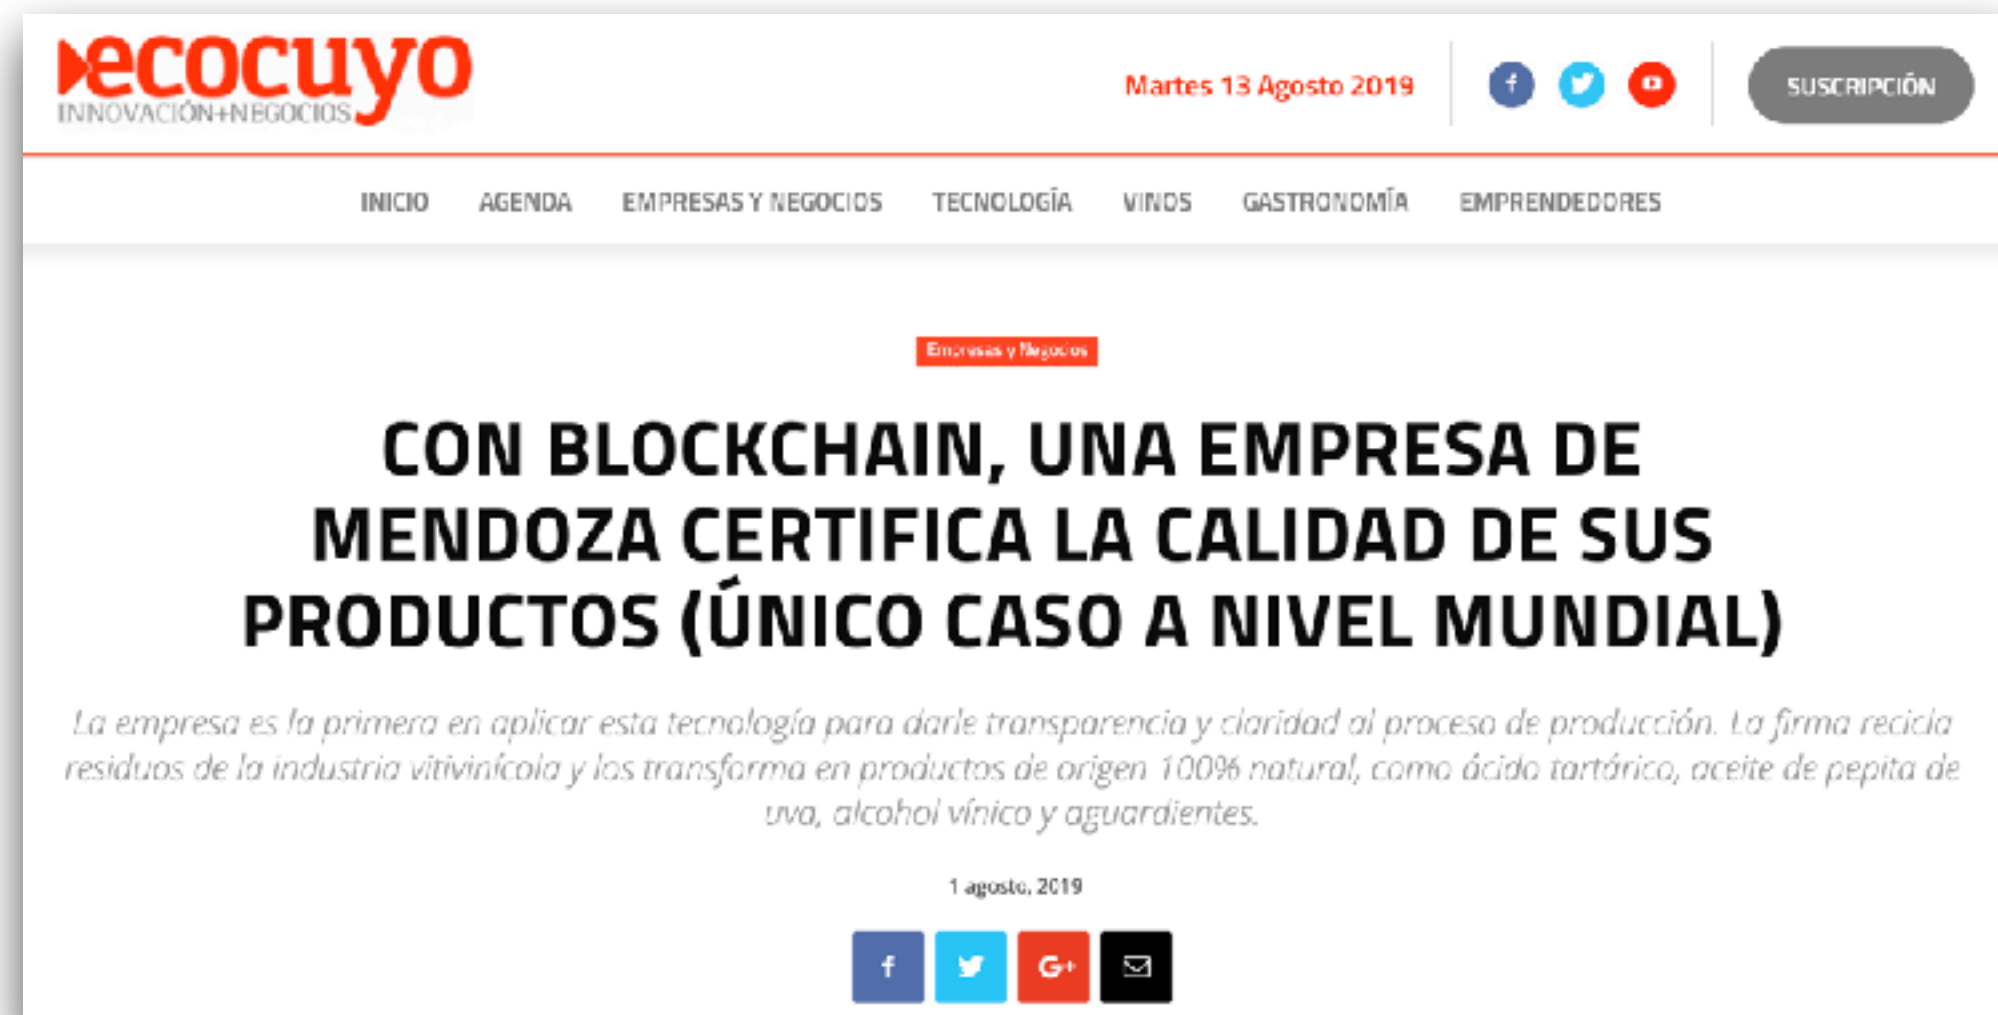 ecocuyo
INNOVACIÓN+NEGOCIOS
Martes 13 Agosto 2019
f
SUSCRIPCIÓN
INICIO AGENDA EMPRESAS Y NEGOCIOS TECNOLOGÍA VINOS GASTRONOMÍA EMPRENDEDORES
Empresas y Negocios
CON BLOCKCHAIN, UNA EMPRESA DE
MENDOZA CERTIFICA LA CALIDAD DE SUS
PRODUCTOS (ÚNICO CASO A NIVEL MUNDIAL)
La empresa es la primera en aplicar esta tecnología para darle transparencia y claridad al proceso de producción. La firma recicla
residuos de la industria vitivinícola y los transforma en productos de origen 100% natural, como ácido tartárico, aceite de pepita de
uva, alcohol vínico y aguardientes.
1 agosto, 2019
f G+